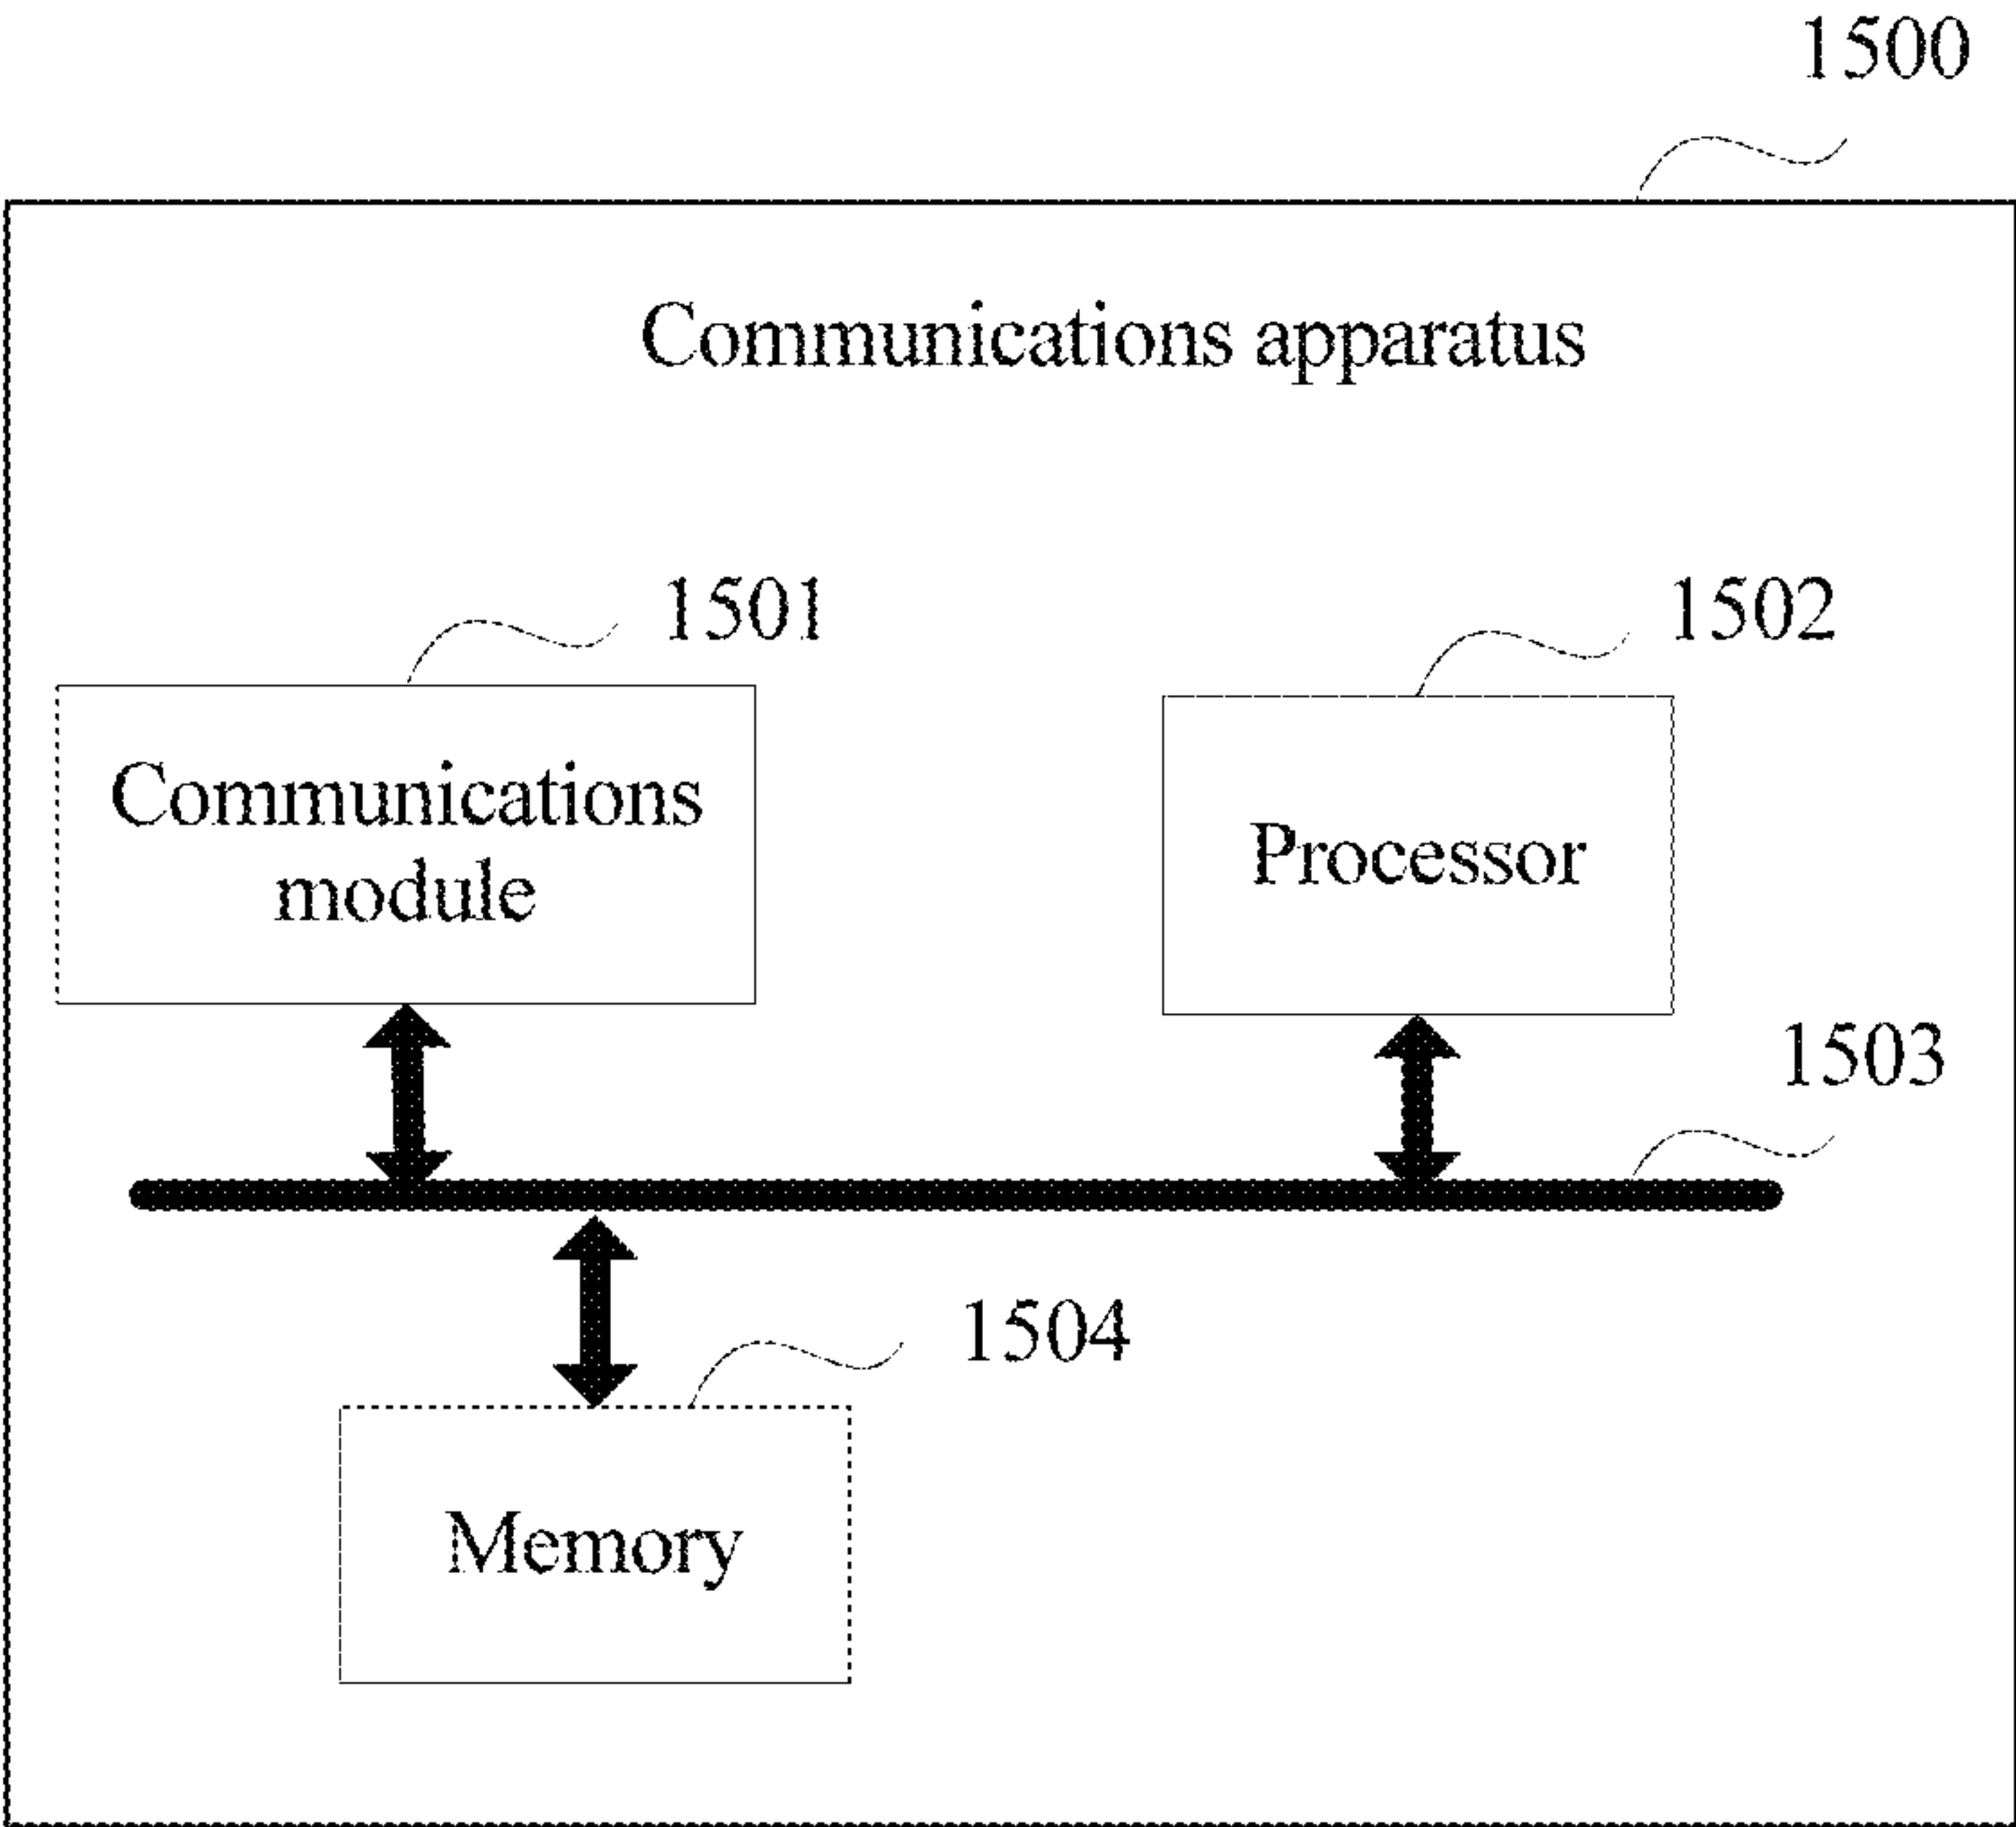 1500
Communications apparatus
1501
1502
Communications
module
Processor
1503
1504
Memory